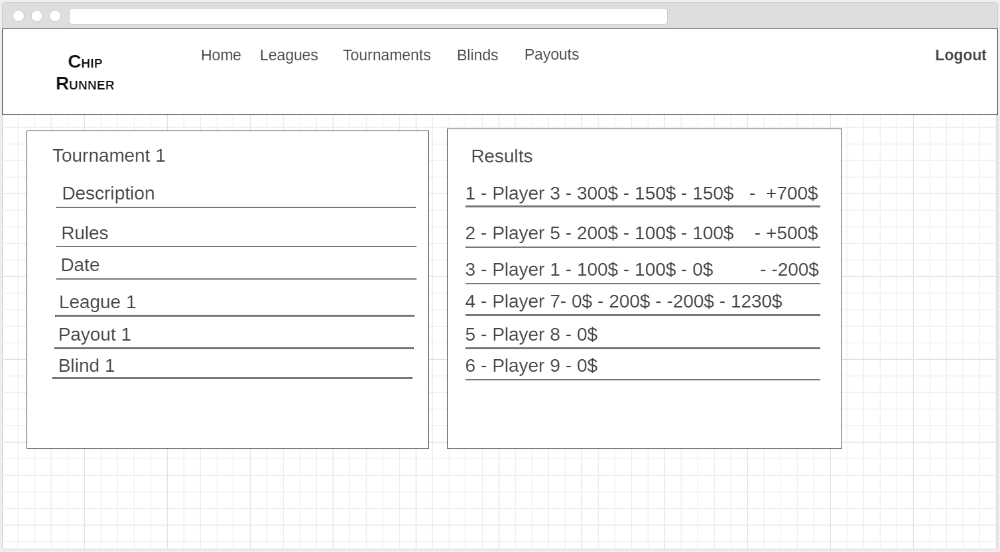 Chip
Runner
Home Leagues Tournaments Blinds Payouts Logout
Tournament 1
Description
Rules
Date
League 1
Payout 1
Blind 1
Results
1 - Player 3 - 300$ - 150$ - 150$ - +700$
2 - Player 5 - 200$ - 100$ - 100$ - +500$
3 - Player 1 - 100$ - 100$ - 0$ - -200$
4 - Player 7- 0$ - 200$ - -200$ - 1230$
5 - Player 8 - 0$
6 - Player 9 - 0$